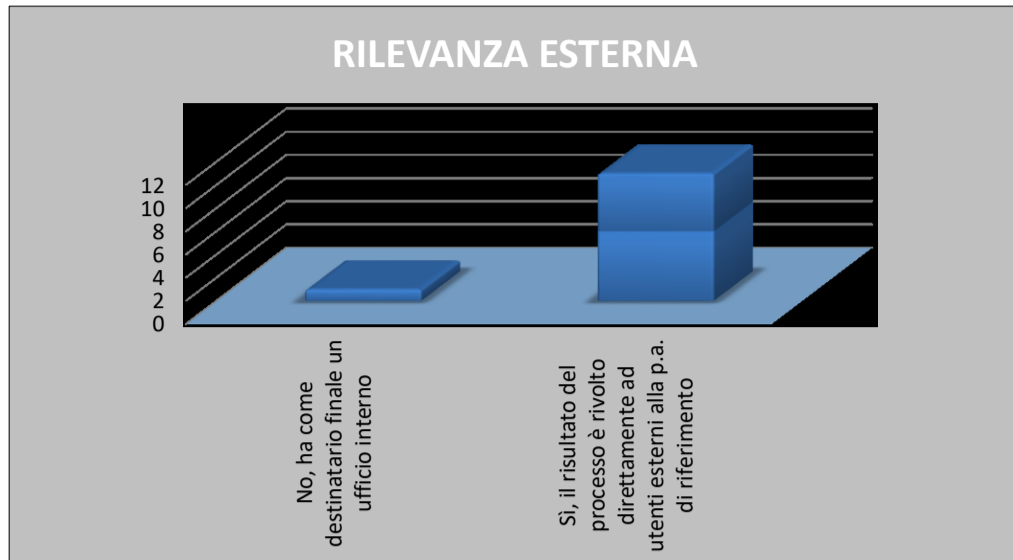 RILEVANZA ESTERNA
12
10
8
6
4
2
0
No, ha come
destinatario finale un
ufficio interno
Sì, il risultato del
processo è rivolto
direttamente ad
utenti esterni alla p.a.
di riferimento